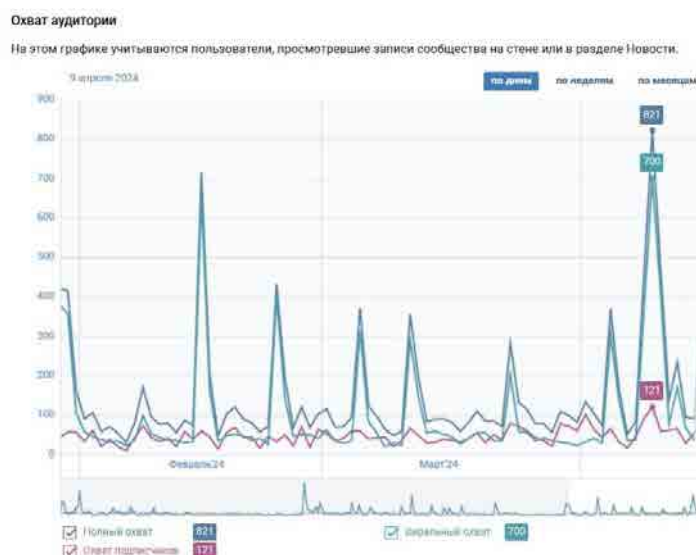 Охват аудитории
На этом графике учитываются пользователи, просмотревшие записи сообщества на стене или в разделе Новости.
9 апреля 2024
по дням по неделям по месяцам
900
821
800
700
700
600
500
400
300
200
121
100
0
Февраль'24 Март'24
Полный охват 821 Виральный охват 700
Охват подписчиков 121